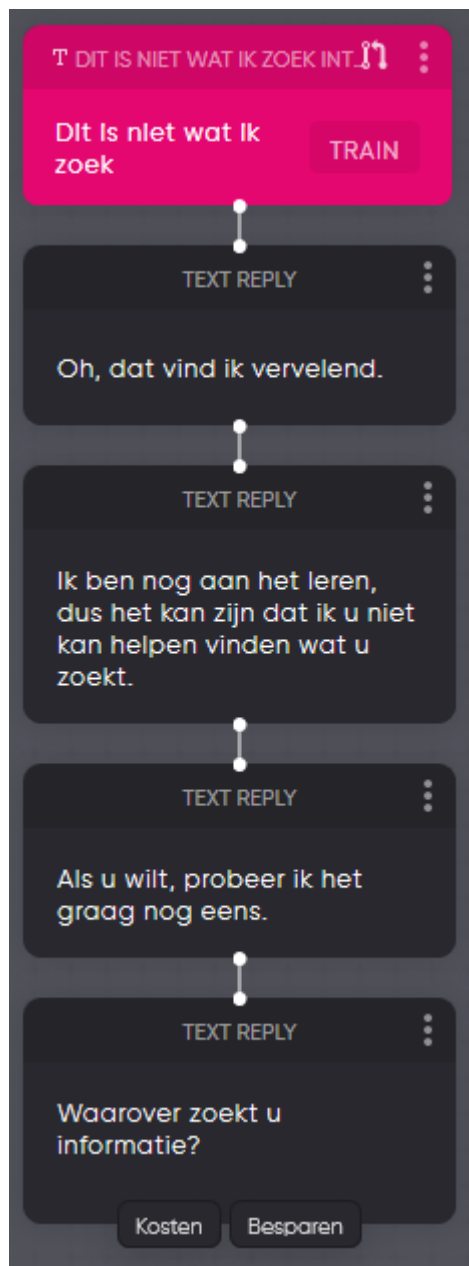 T DIT IS NIET WAT IK ZOEK INT...
Dit is niet wat ik
zoek
TRAIN
TEXT REPLY
Oh, dat vind ik vervelend.
TEXT REPLY
Ik ben nog aan het leren,
dus het kan zijn dat ik u niet
kan helpen vinden wat u
zoekt.
TEXT REPLY
Als u wilt, probeer ik het
graag nog eens.
TEXT REPLY
Waarover zoekt u
informatie?
Kosten Besparen